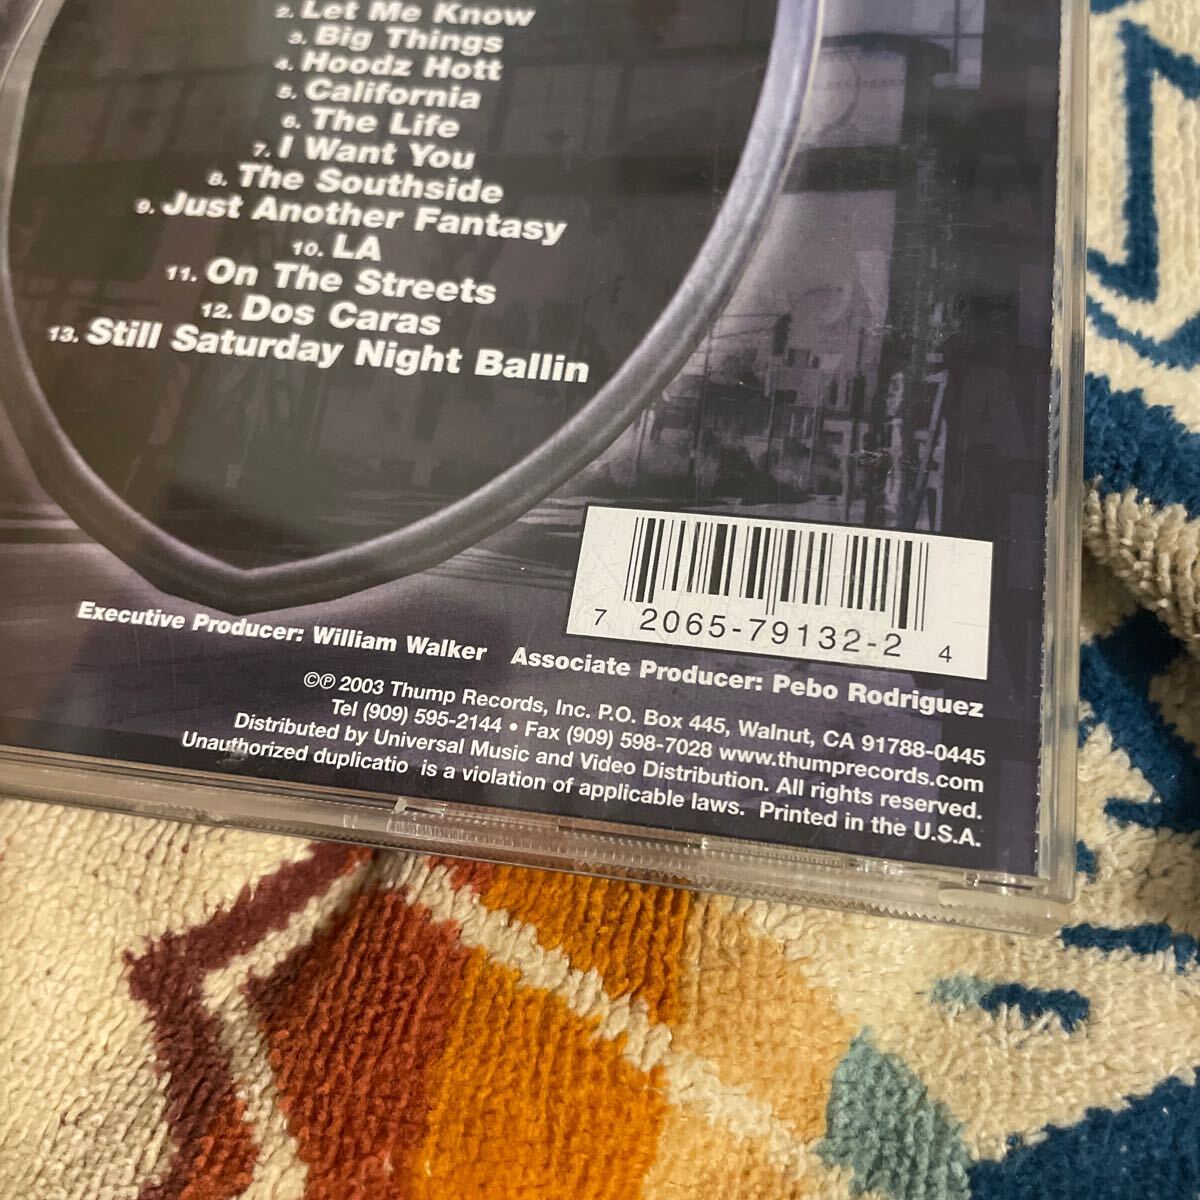 2. Let Me Know
3. Big Things
4. Hoodz Hott
5. California
6. The Life
7. I Want You
8. The Southside
9. Just Another Fantasy
10. LA
11. On The Streets
12. Dos Caras
13. Still Saturday Night Ballin
7 2065-79132-2 4
Executive Producer: William Walker Associate Producer: Pebo Rodriguez
©℗ 2003 Thump Records, Inc. P.O. Box 445, Walnut, CA 91788-0445
Tel (909) 595-2144 • Fax (909) 598-7028 www.thumprecords.com
Distributed by Universal Music and Video Distribution. All rights reserved.
Unauthorized duplicatio is a violation of applicable laws. Printed in the U.S.A.